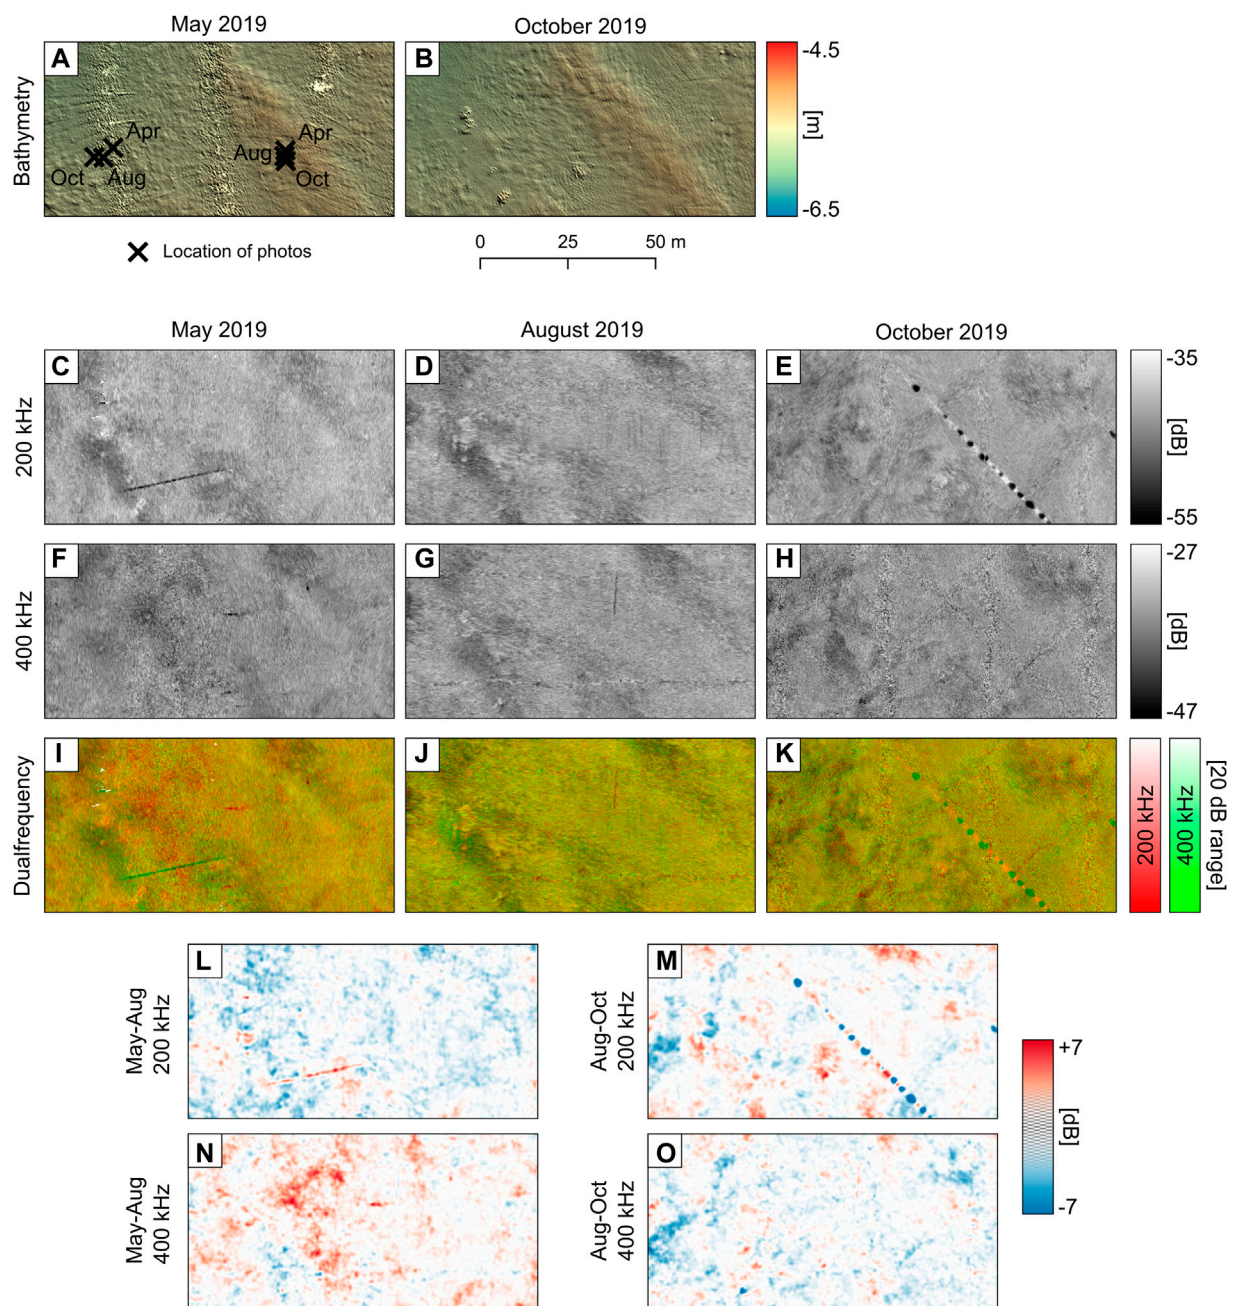 May 2019
October 2019
Bathymetry
A
Apr
Apr
Aug
Oct
Aug
Oct
B
-4.5
[m]
-6.5
Location of photos
0 25 50 m
May 2019
August 2019
October 2019
200 kHz
C
D
E
-35
[dB]
-55
400 kHz
F
G
H
-27
[dB]
-47
Dualfrequency
I
J
K
200 kHz
400 kHz
[20 dB range]
May-Aug
200 kHz
L
Aug-Oct
200 kHz
M
+7
[dB]
-7
May-Aug
400 kHz
N
Aug-Oct
400 kHz
O